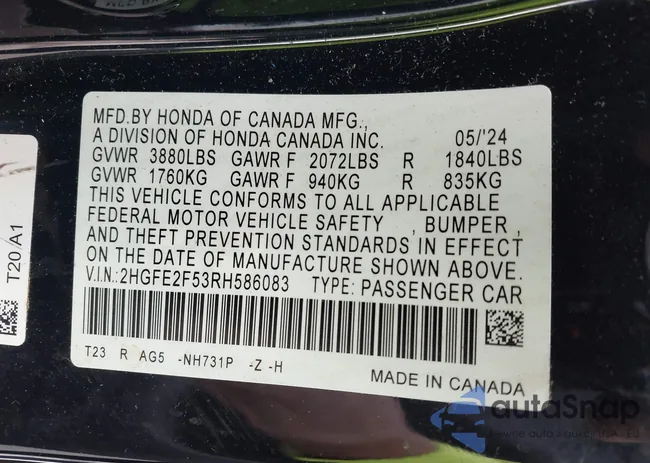 MFD.BY HONDA OF CANADA MFG.,
A DIVISION OF HONDA CANADA INC. 05/'24
GVWR 3880LBS GAWR F 2072LBS R 1840LBS
GVWR 1760KG GAWR F 940KG R 835KG
THIS VEHICLE CONFORMS TO ALL APPLICABLE
FEDERAL MOTOR VEHICLE SAFETY , BUMPER ,
AND THEFT PREVENTION STANDARDS IN EFFECT
ON THE DATE OF MANUFACTURE SHOWN ABOVE.
V.I.N.:2HGFE2F53RH586083 TYPE: PASSENGER CAR
T23 R AG5 -NH731P -Z -H
MADE IN CANADA
T20 A1
autoSnap